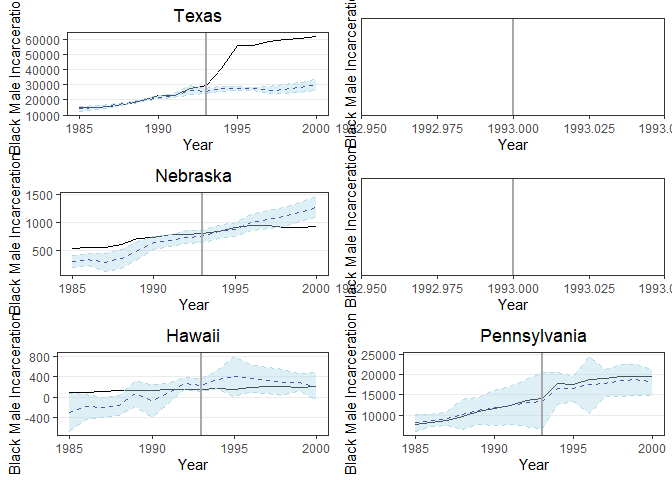 Texas
Black Male Incarceration
60000
50000
40000
30000
20000
10000
1985
1990
1995
2000
Year
Black Male Incarceration
1992.950
1992.975
1993.000
1993.025
1993.0
Year
Nebraska
Black Male Incarceration
1500
1000
500
1985
1990
1995
2000
Year
Black Male Incarceration
1992.950
1992.975
1993.000
1993.025
1993.0
Year
Hawaii
Black Male Incarceration
800
400
0
-400
1985
1990
1995
2000
Year
Pennsylvania
Black Male Incarceration
25000
20000
15000
10000
1985
1990
1995
2000
Year